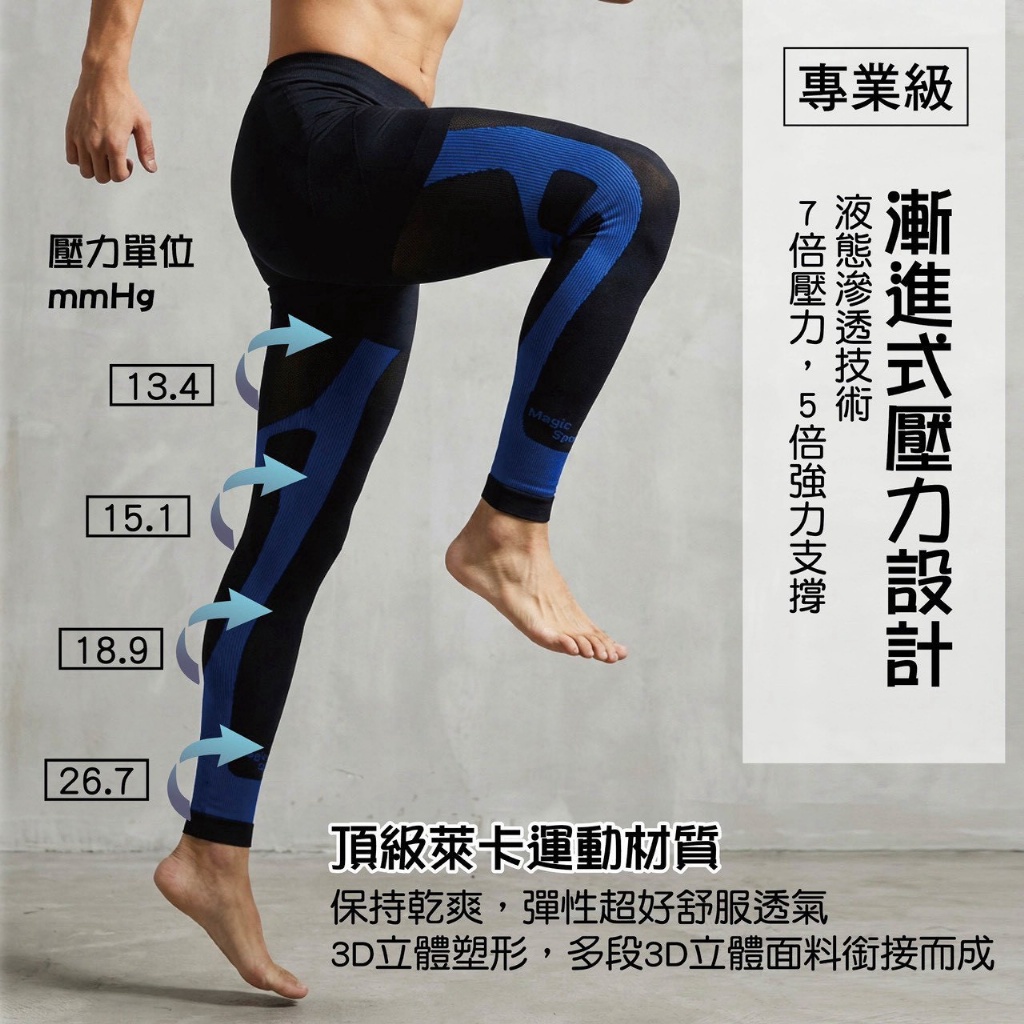 專業級
漸進式壓力設計
液態滲透技術
7倍壓力，5倍強力支撐
壓力單位
mmHg
13.4
15.1
18.9
26.7
Magic
頂級萊卡運動材質
保持乾爽，彈性超好舒服透氣
3D立體塑形，多段3D立體面料銜接而成